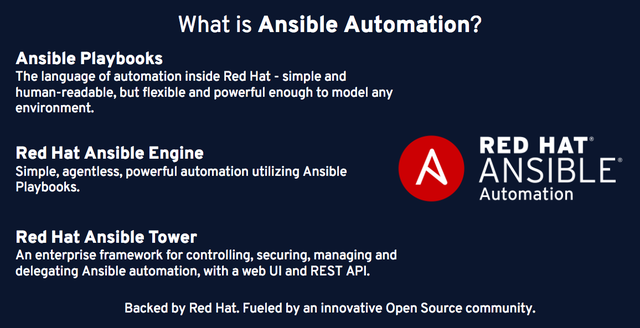 What is Ansible Automation?
Ansible Playbooks
The language of automation inside Red Hat - simple and
human-readable, but flexible and powerful enough to model any
environment.
Red Hat Ansible Engine
Simple, agentless, powerful automation utilizing Ansible
Playbooks.
Red Hat Ansible Tower
An enterprise framework for controlling, securing, managing and
delegating Ansible automation, with a web UI and REST API.
A
RED HAT®
ANSIBLE®
Automation
Backed by Red Hat. Fueled by an innovative Open Source community.